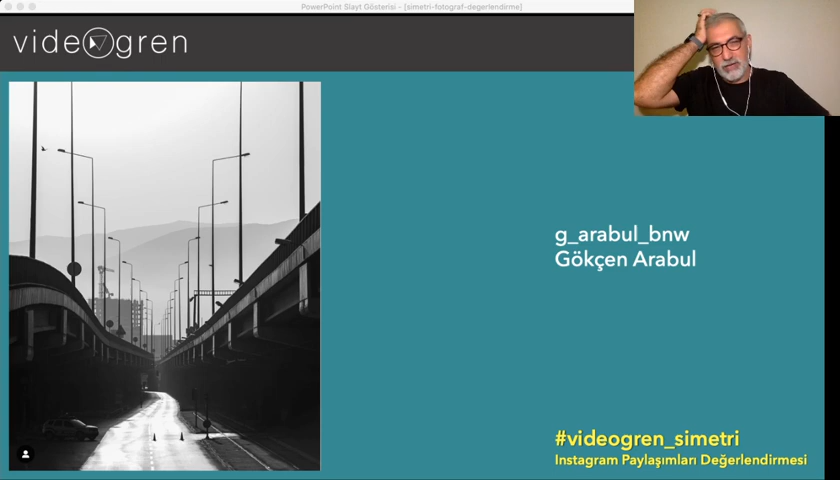 PowerPoint Slayt Gösterisi - [simetri-fotograf-degerlendirme]
videogren
g_arabul_bnw
Gökçen Arabul
#videogren_simetri
Instagram Paylaşımları Değerlendirmesi